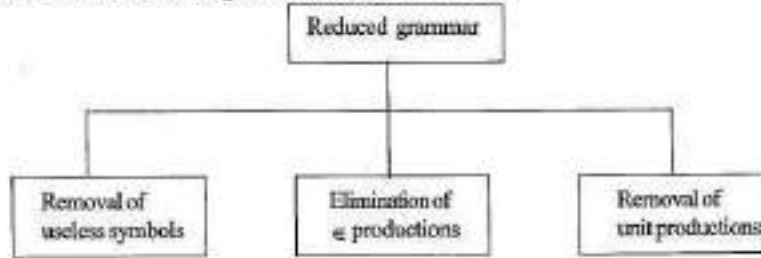 Reduced grammar
Removal of
useless symbols
Elimination of
∈ productions
Removal of
unit productions